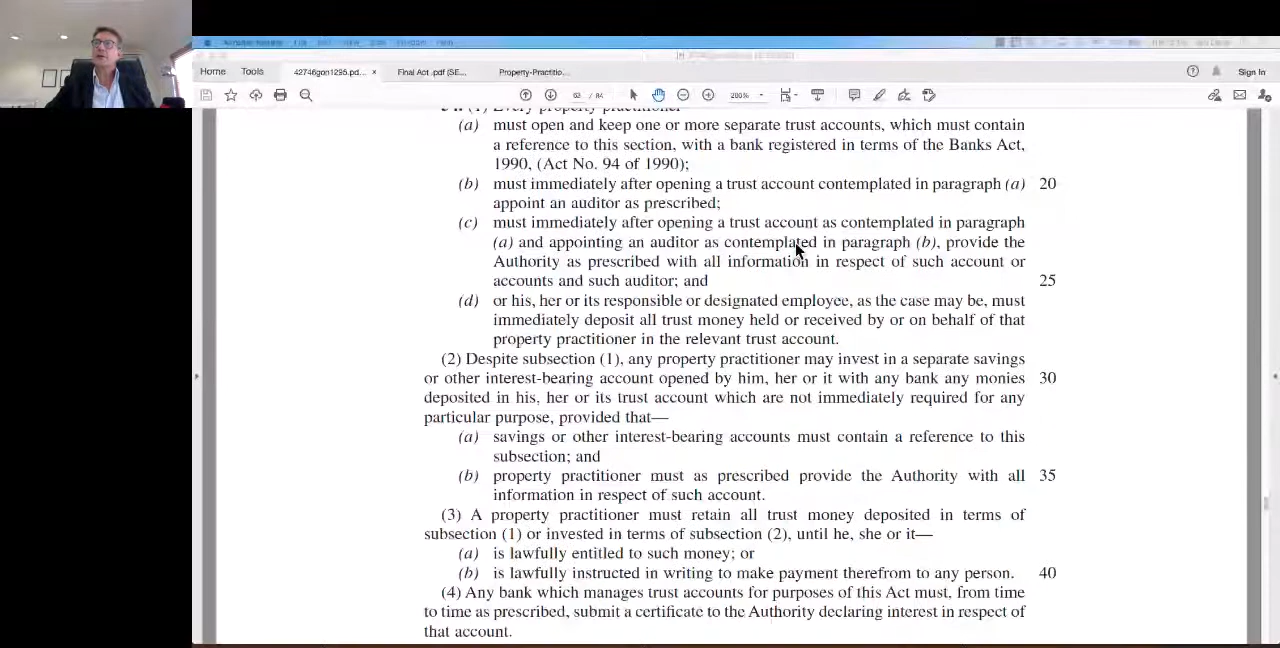 Home Tools 42746gon1295.pd... × Final Act .pdf (SE... Property-Practitio... Sign In
62 / 84 200%
(a) must open and keep one or more separate trust accounts, which must contain
a reference to this section, with a bank registered in terms of the Banks Act,
1990, (Act No. 94 of 1990);
(b) must immediately after opening a trust account contemplated in paragraph (a) 20
appoint an auditor as prescribed;
(c) must immediately after opening a trust account as contemplated in paragraph
(a) and appointing an auditor as contemplated in paragraph (b), provide the
Authority as prescribed with all information in respect of such account or
accounts and such auditor; and 25
(d) or his, her or its responsible or designated employee, as the case may be, must
immediately deposit all trust money held or received by or on behalf of that
property practitioner in the relevant trust account.
(2) Despite subsection (1), any property practitioner may invest in a separate savings
or other interest-bearing account opened by him, her or it with any bank any monies 30
deposited in his, her or its trust account which are not immediately required for any
particular purpose, provided that—
(a) savings or other interest-bearing accounts must contain a reference to this
subsection; and
(b) property practitioner must as prescribed provide the Authority with all 35
information in respect of such account.
(3) A property practitioner must retain all trust money deposited in terms of
subsection (1) or invested in terms of subsection (2), until he, she or it—
(a) is lawfully entitled to such money; or
(b) is lawfully instructed in writing to make payment therefrom to any person. 40
(4) Any bank which manages trust accounts for purposes of this Act must, from time
to time as prescribed, submit a certificate to the Authority declaring interest in respect of
that account.